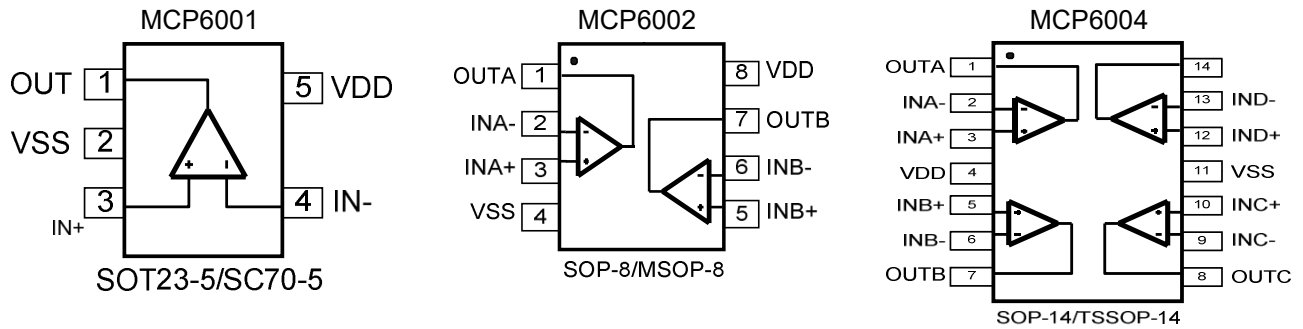 MCP6001
OUT 1
5 VDD
VSS 2
3
IN+
4 IN-
+ -
SOT23-5/SC70-5
MCP6002
OUTA 1
8 VDD
INA- 2
7 OUTB
INA+ 3
6 INB-
VSS 4
5 INB+
- +
- +
SOP-8/MSOP-8
MCP6004
OUTA 1
14
INA- 2
13 IND-
INA+ 3
12 IND+
VDD 4
11 VSS
INB+ 5
10 INC+
INB- 6
9 INC-
OUTB 7
8 OUTC
- +
- +
+ -
+ -
SOP-14/TSSOP-14